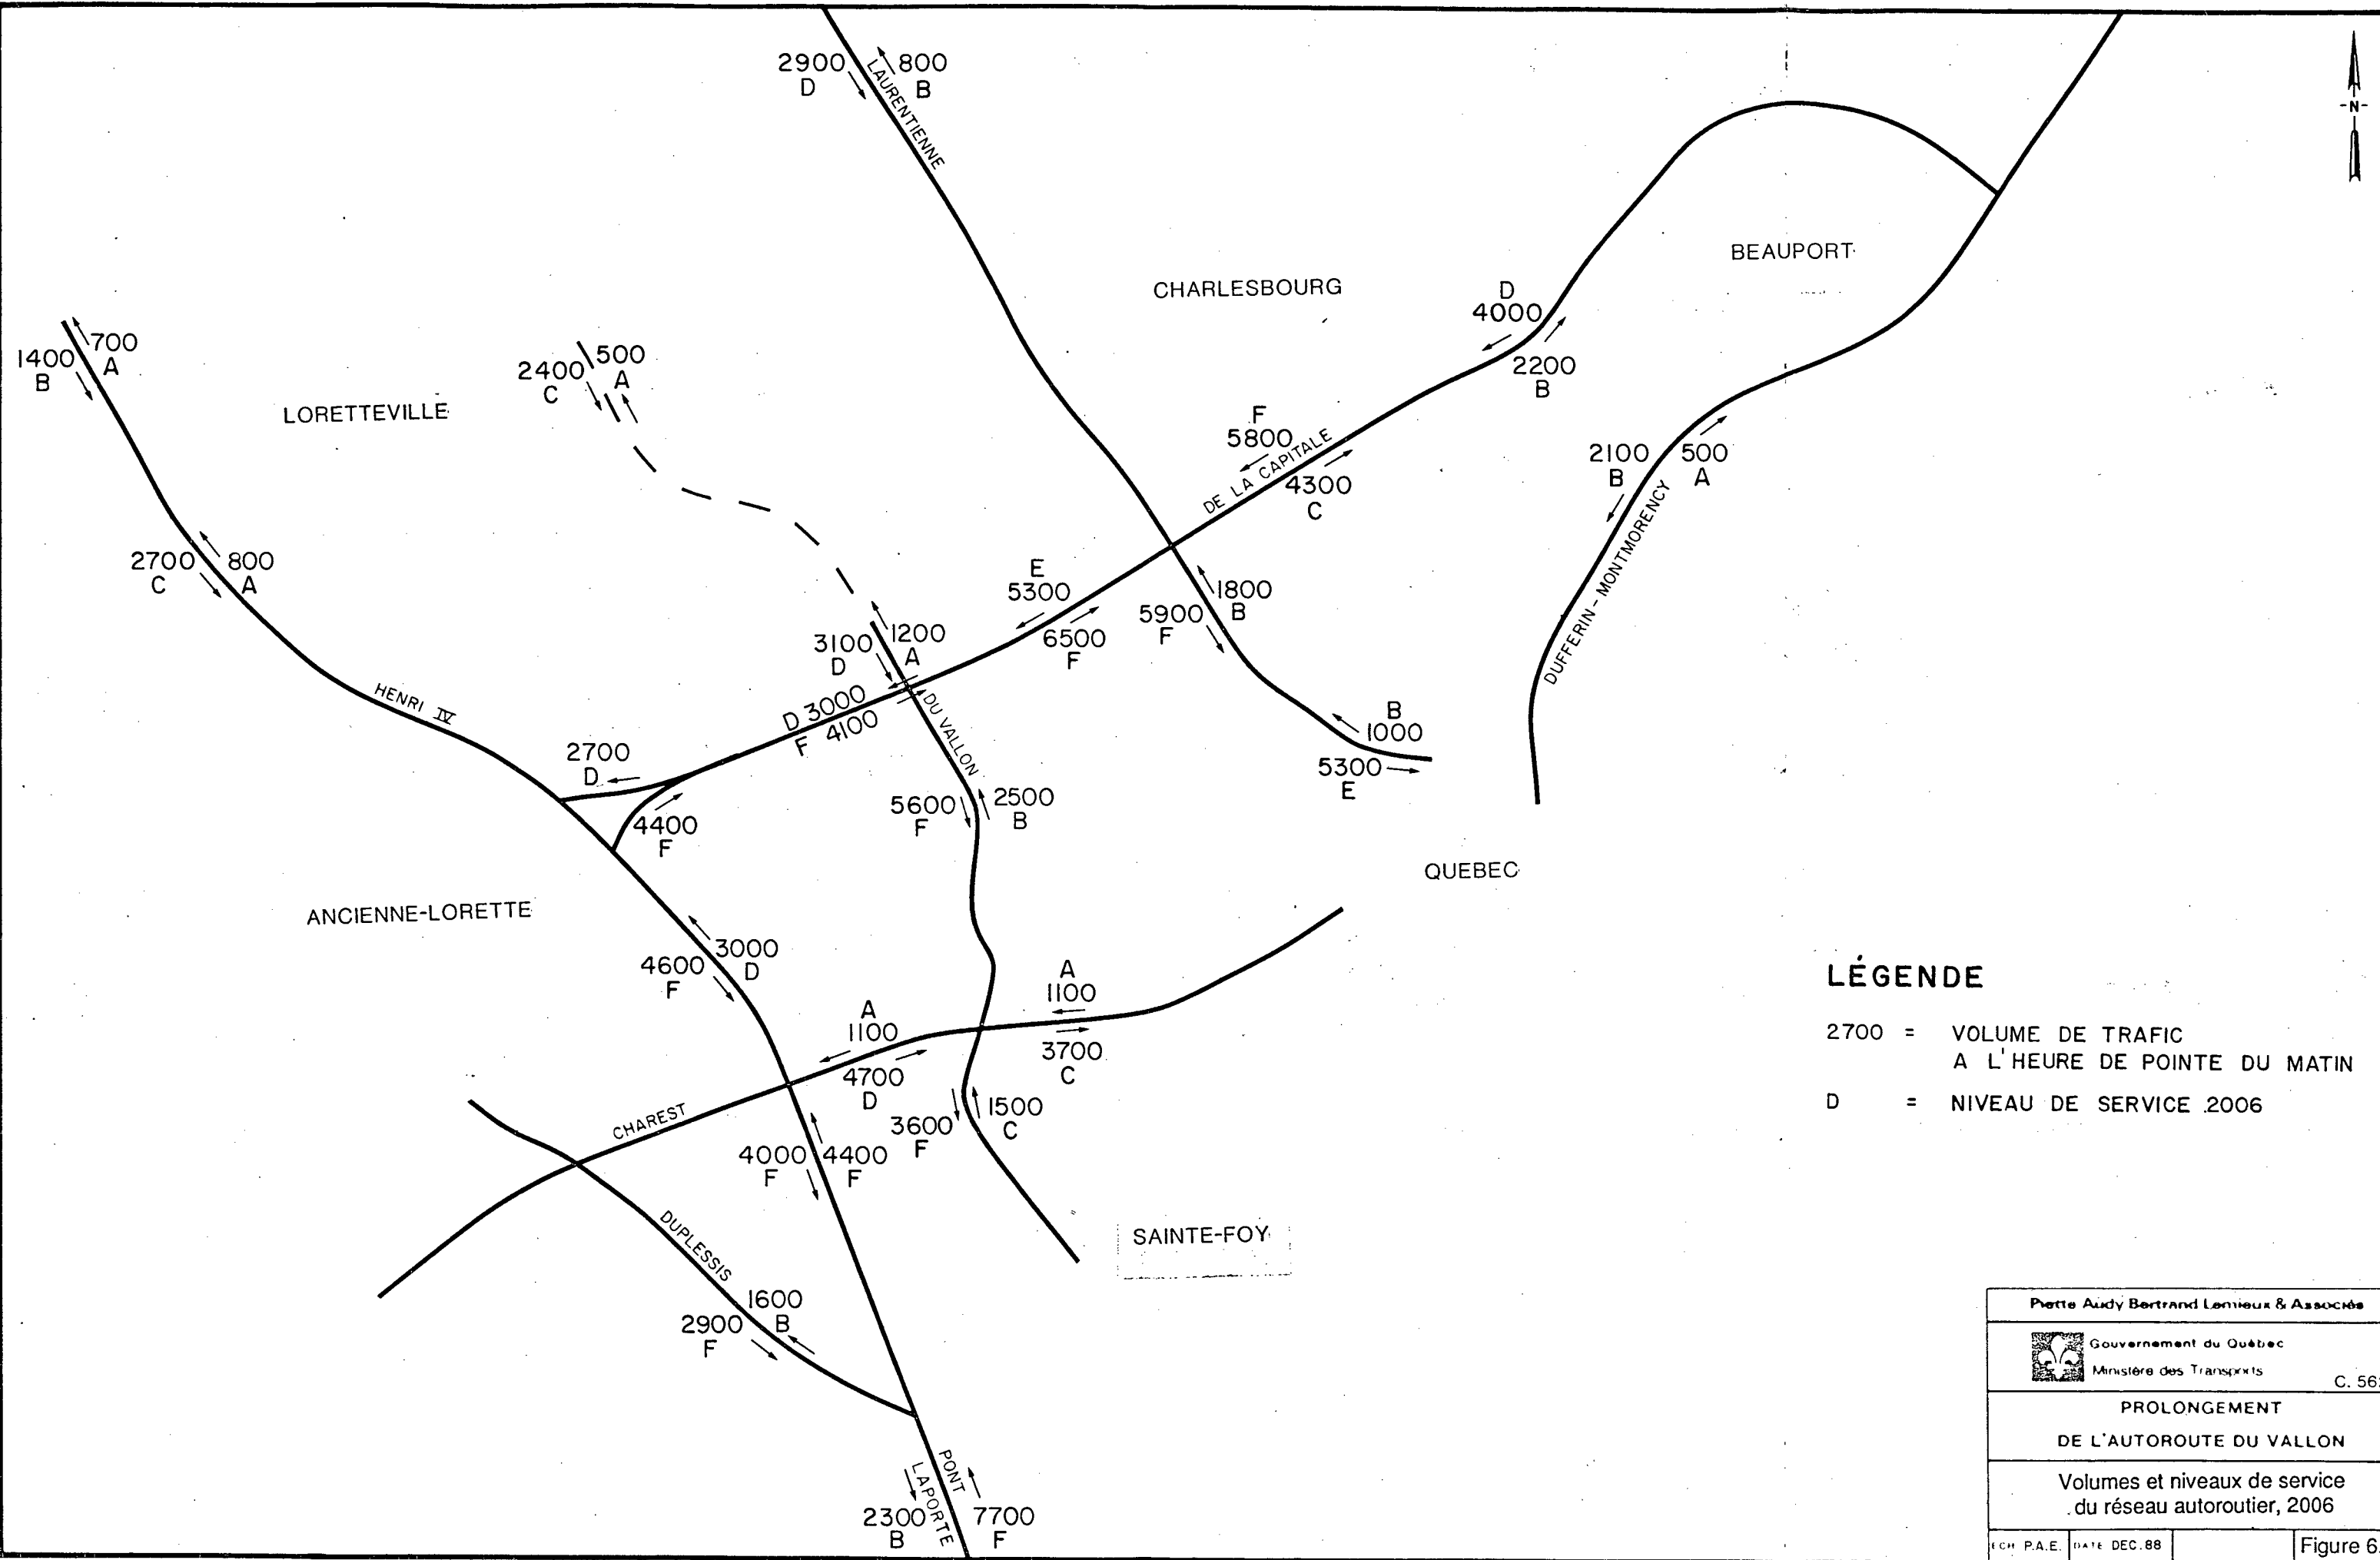 2900
D
800
B
LAURENTIENNE
-N-
BEAUPORT
CHARLESBOURG
D
4000
2200
B
700
A
1400
B
500
A
2400
C
LORETTEVILLE
F
5800
DE LA CAPITALE
4300
C
2100
B
500
A
DUFFERIN-MONTMORENCY
2700
C
800
A
E
5300
6500
F
1800
B
5900
F
3100
D
1200
A
HENRI IV
D 3000
F 4100
DU VALLON
B
1000
5300
E
2700
D
4400
F
5600
F
2500
B
QUEBEC
ANCIENNE-LORETTE
3000
D
4600
F
A
1100
A
1100
4700
D
3700
C
CHAREST
3600
F
1500
C
4000
F
4400
F
DUPLESSIS
SAINTE-FOY
1600
B
2900
F
PONT
LAPORTE
2300
B
7700
F
LÉGENDE
2700 = VOLUME DE TRAFIC
A L'HEURE DE POINTE DU MATIN
D = NIVEAU DE SERVICE 2006
Piette Audy Bertrand Lemieux & Associés
Gouvernement du Québec
Ministère des Transports
C. 56
PROLONGEMENT
DE L'AUTOROUTE DU VALLON
Volumes et niveaux de service
du réseau autoroutier, 2006
ECH P.A.E. DATE DEC.88
Figure 6